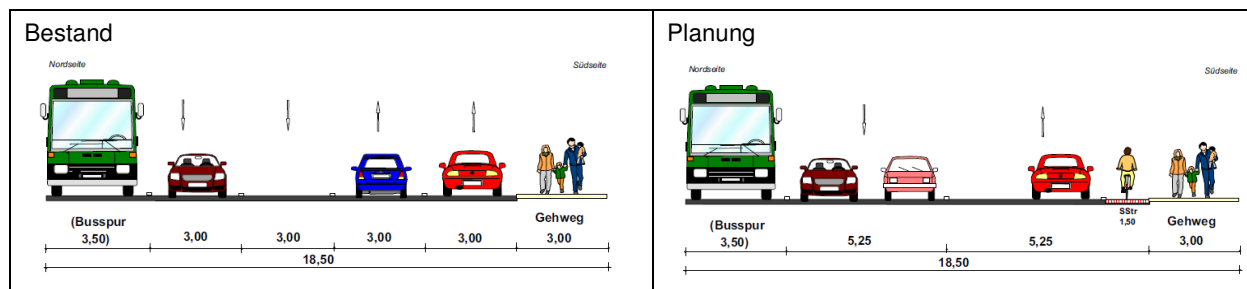 Bestand
Nordseite
Südseite
(Busspur
3,50)
Gehweg
3,00
3,00
3,00
3,00
3,00
18,50
Planung
Nordseite
Südseite
(Busspur
3,50)
SStr
1,50
Gehweg
5,25
5,25
3,00
18,50